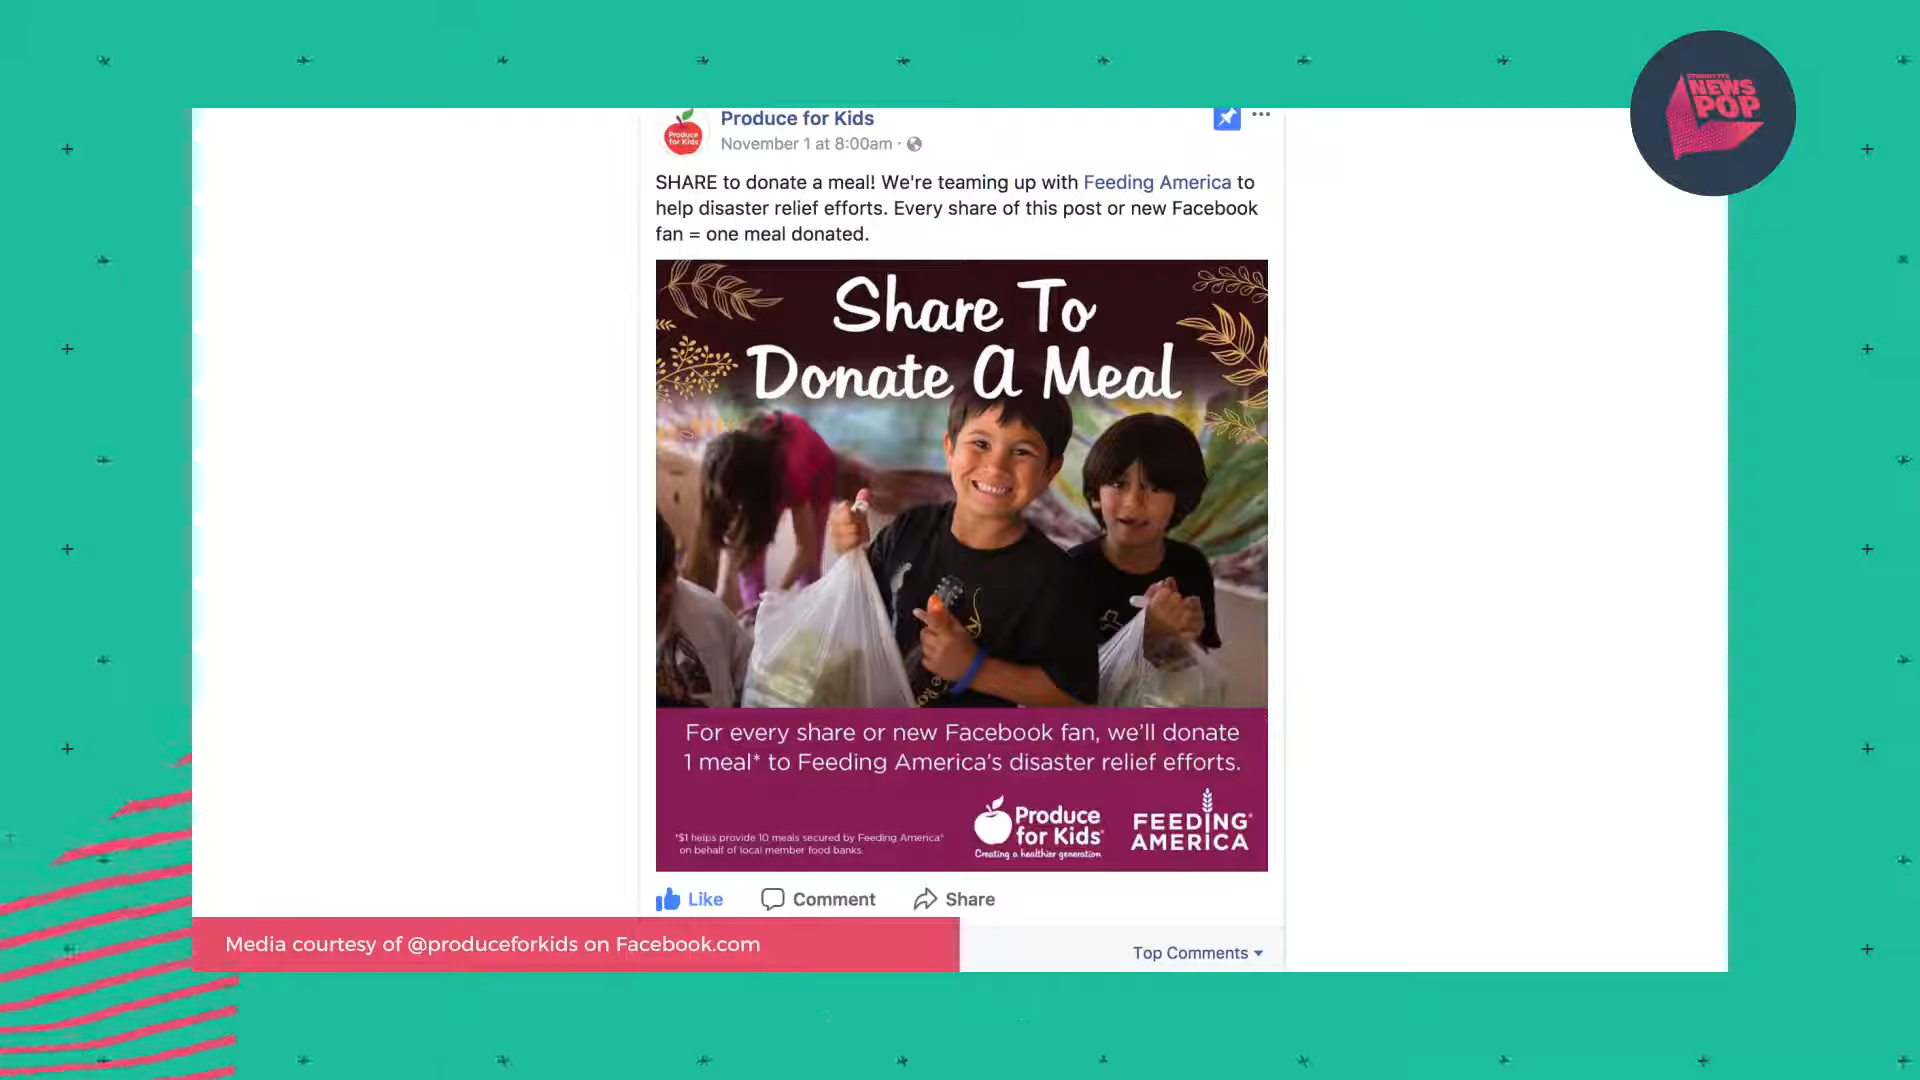 NEWS
POP
Produce for Kids
Produce
for Kids
November 1 at 8:00am ·
SHARE to donate a meal! We're teaming up with Feeding America to
help disaster relief efforts. Every share of this post or new Facebook
fan = one meal donated.
Share To
Donate A Meal
For every share or new Facebook fan, we'll donate
1 meal* to Feeding America's disaster relief efforts.
*$1 helps provide 10 meals secured by Feeding America®
on behalf of local member food banks.
Produce
for Kids®
Creating a healthier generation
FEEDING®
AMERICA
Like
Comment
Share
Media courtesy of @produceforkids on Facebook.com
Top Comments